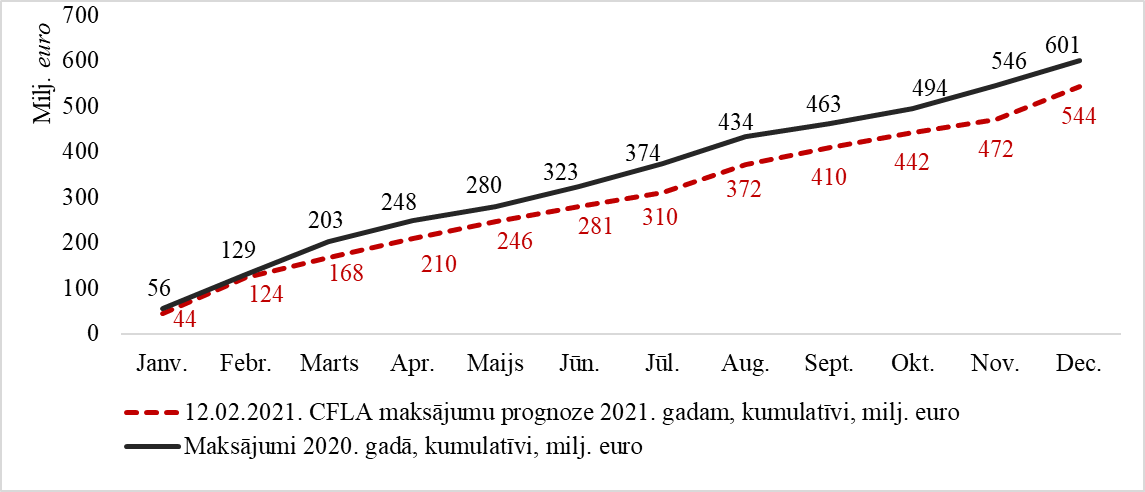 Milj. euro
700
600
500
400
300
200
100
0
56 129 203 248 280 323 374 434 463 494 546 601
44 124 168 210 246 281 310 372 410 442 472 544
Janv. Febr. Marts Apr. Maijs Jūn. Jūl. Aug. Sept. Okt. Nov. Dec.
12.02.2021. CFLA maksājumu prognoze 2021. gadam, kumulatīvi, milj. euro
Maksājumi 2020. gadā, kumulatīvi, milj. euro